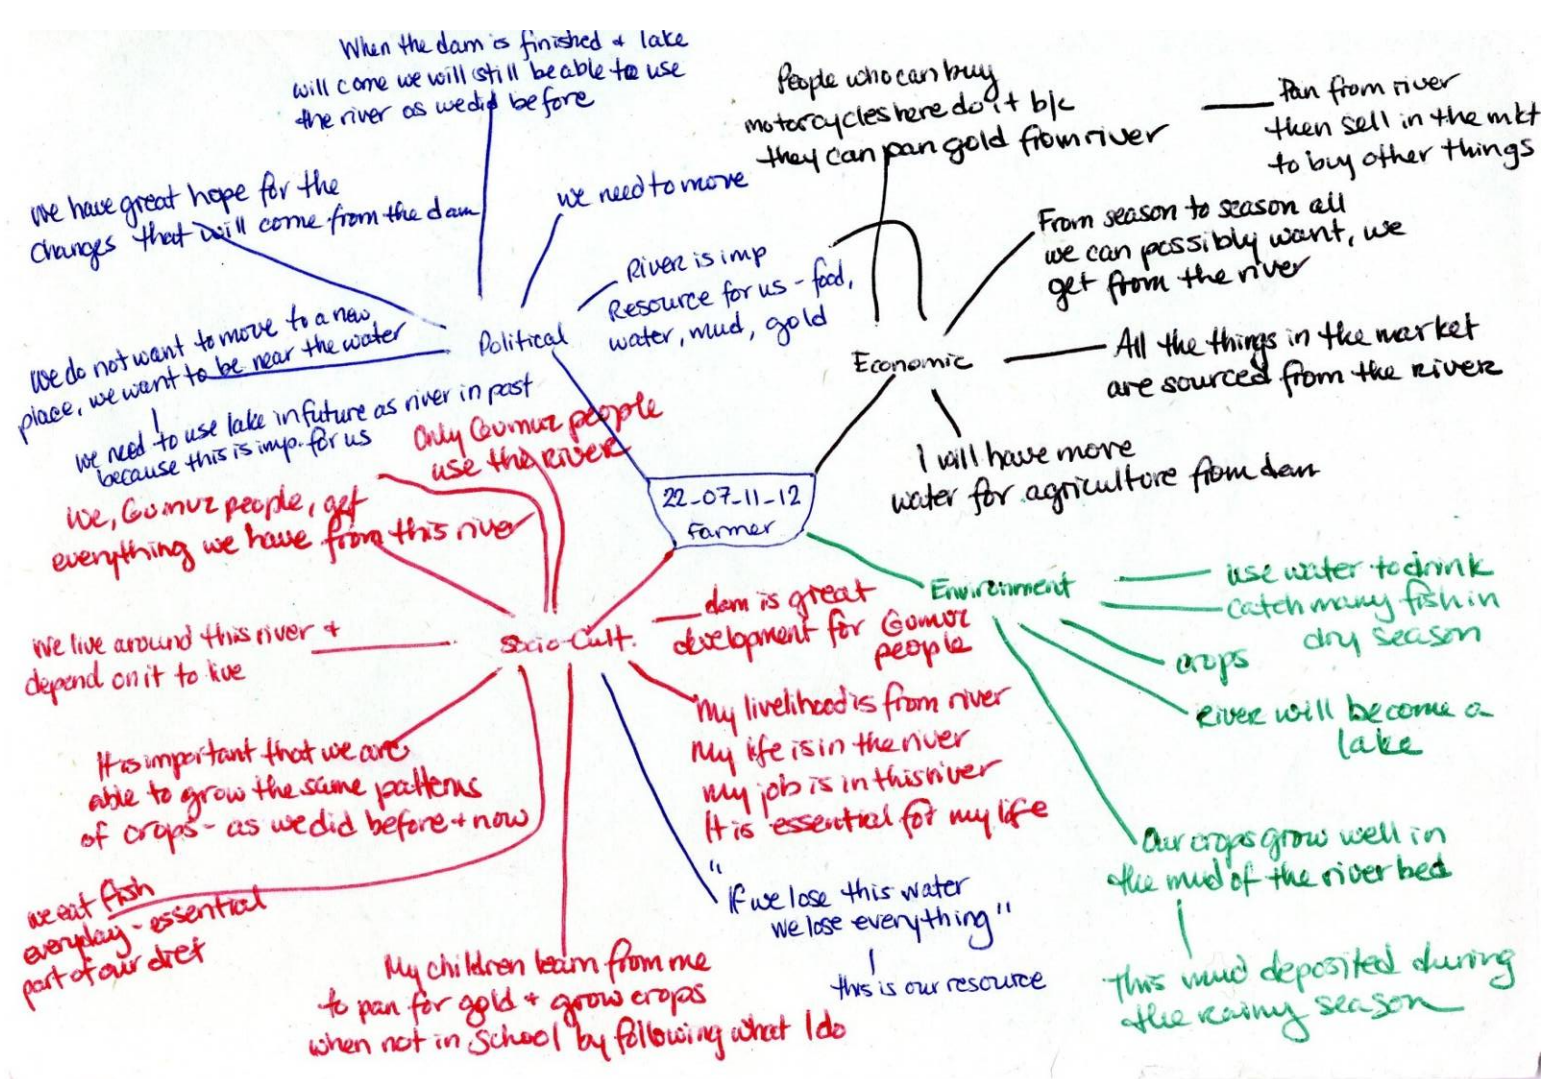 When the dam is finished + lake
will come we will still be able to use
the river as we did before
we have great hope for the
changes that will come from the dam
we need to move
River is imp
Resource for us - food,
water, mud, gold
Political
we do not want to move to a new
place, we want to be near the water
we need to use lake in future as river in past
because this is imp. for us
People who can buy
motorcycles here do it b/c
they can pan gold from river
Pan from river
then sell in the mkt
to buy other things
From season to season all
we can possibly want, we
get from the river
Economic
All the things in the market
are sourced from the river
I will have more
water for agriculture from dam
22-07-11-12
Farmer
Only Gumuz people
use the river
we, Gumuz people, get
everything we have from this river
Socio-Cult.
dam is great
development for Gumuz
people
we live around this river +
depend on it to live
My livelihood is from river
My life is in the river
my job is in this river
It is essential for my life
It is important that we are
able to grow the same patterns
of crops - as we did before + now
we eat fish
everyday - essential
part of our diet
My children learn from me
to pan for gold + grow crops
when not in school by following what I do
"If we lose this water
we lose everything"
this is our resource
Environment
use water to drink
catch many fish in
dry season
crops
River will become a
lake
Our crops grow well in
the mud of the river bed
This mud deposited during
the rainy season